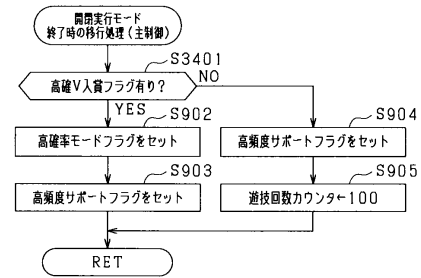 開閉実行モード
終了時の移行処理（主制御）
S3401
高確V入賞フラグ有り？
NO
YES
S902
高確率モードフラグをセット
S904
高頻度サポートフラグをセット
S903
高頻度サポートフラグをセット
S905
遊技回数カウンタ←100
RET